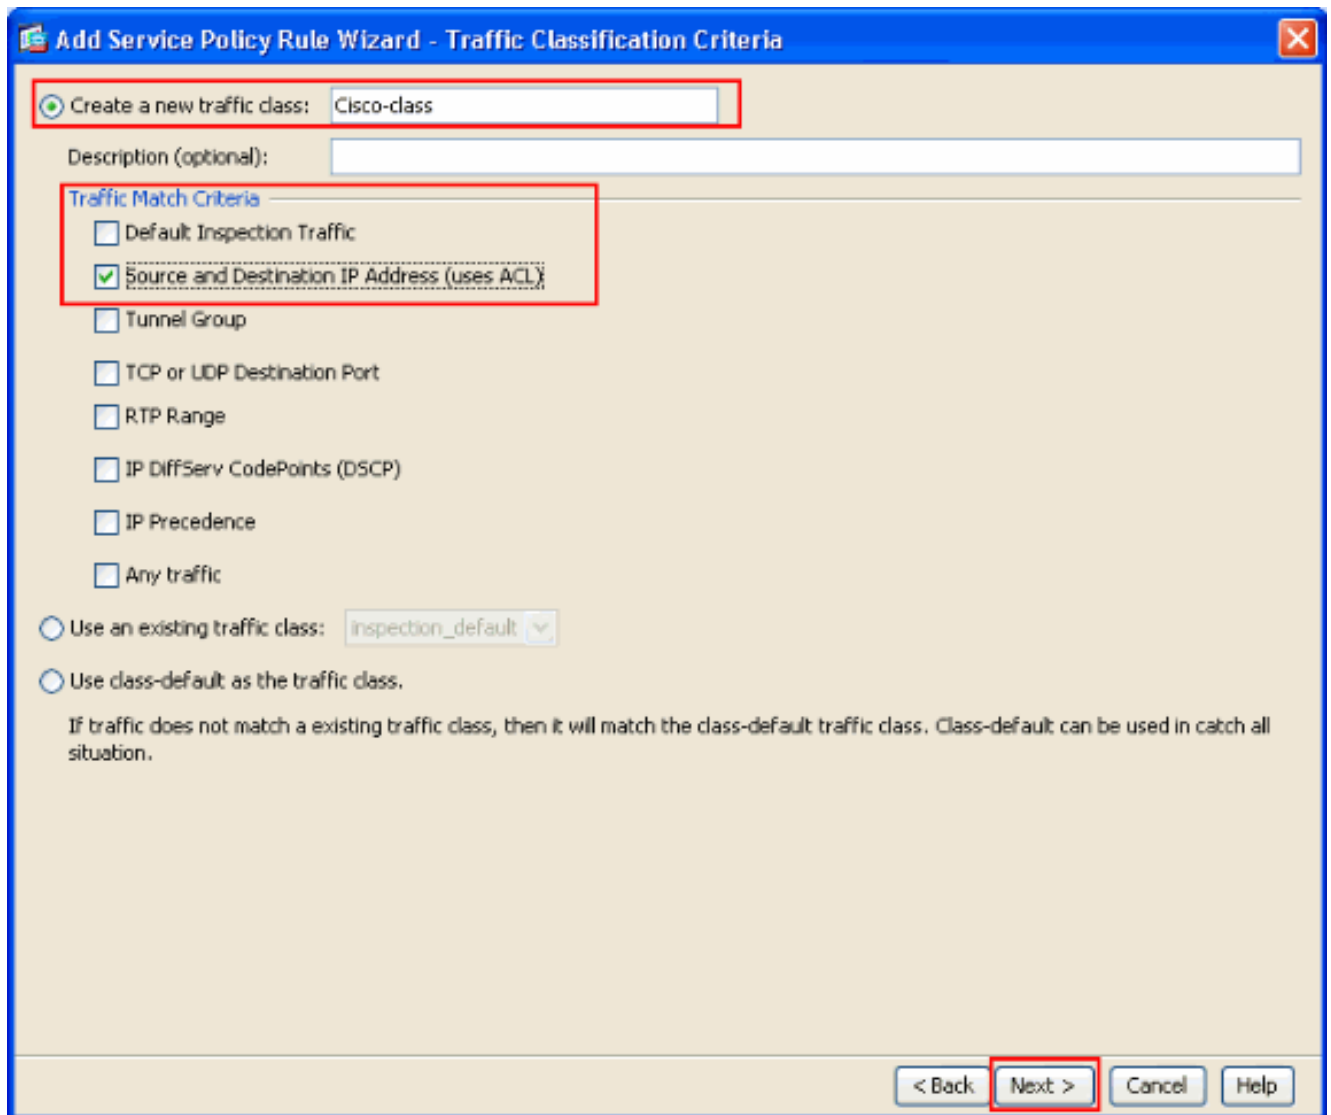 Add Service Policy Rule Wizard - Traffic Classification Criteria
Create a new traffic class: Cisco-class
Description (optional):
Traffic Match Criteria
Default Inspection Traffic
Source and Destination IP Address (uses ACL)
Tunnel Group
TCP or UDP Destination Port
RTP Range
IP DiffServ CodePoints (DSCP)
IP Precedence
Any traffic
Use an existing traffic class: inspection_default
Use class-default as the traffic class.
If traffic does not match a existing traffic class, then it will match the class-default traffic class. Class-default can be used in catch all
situation.
< Back Next > Cancel Help